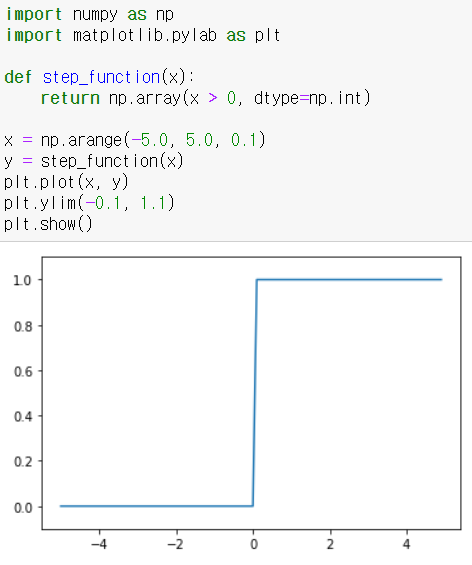 import numpy as np
import matplotlib.pylab as plt
def step_function(x):
    return np.array(x > 0, dtype=np.int)
x = np.arange(-5.0, 5.0, 0.1)
y = step_function(x)
plt.plot(x, y)
plt.ylim(-0.1, 1.1)
plt.show()
1.0
0.8
0.6
0.4
0.2
0.0
−4 −2 0 2 4